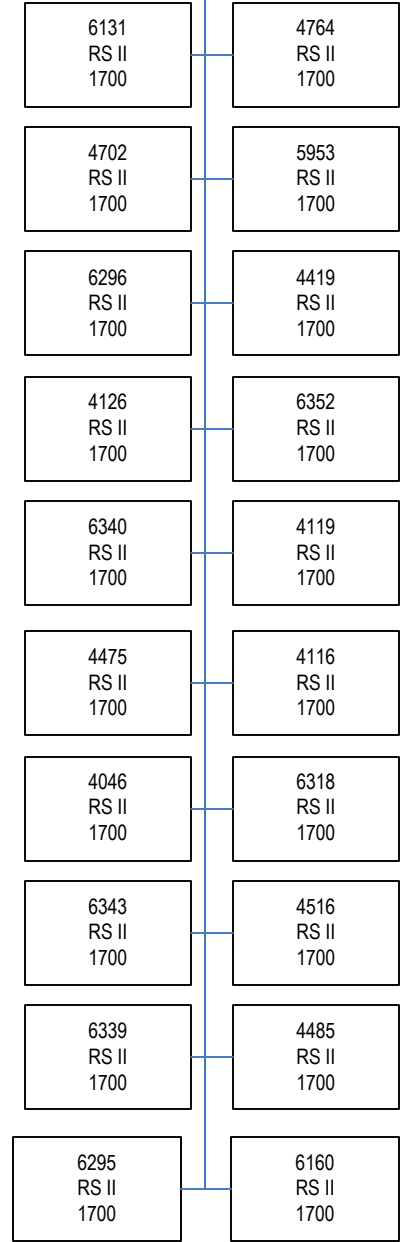 6131
RS II
1700
4764
RS II
1700
4702
RS II
1700
5953
RS II
1700
6296
RS II
1700
4419
RS II
1700
4126
RS II
1700
6352
RS II
1700
6340
RS II
1700
4119
RS II
1700
4475
RS II
1700
4116
RS II
1700
4046
RS II
1700
6318
RS II
1700
6343
RS II
1700
4516
RS II
1700
6339
RS II
1700
4485
RS II
1700
6295
RS II
1700
6160
RS II
1700